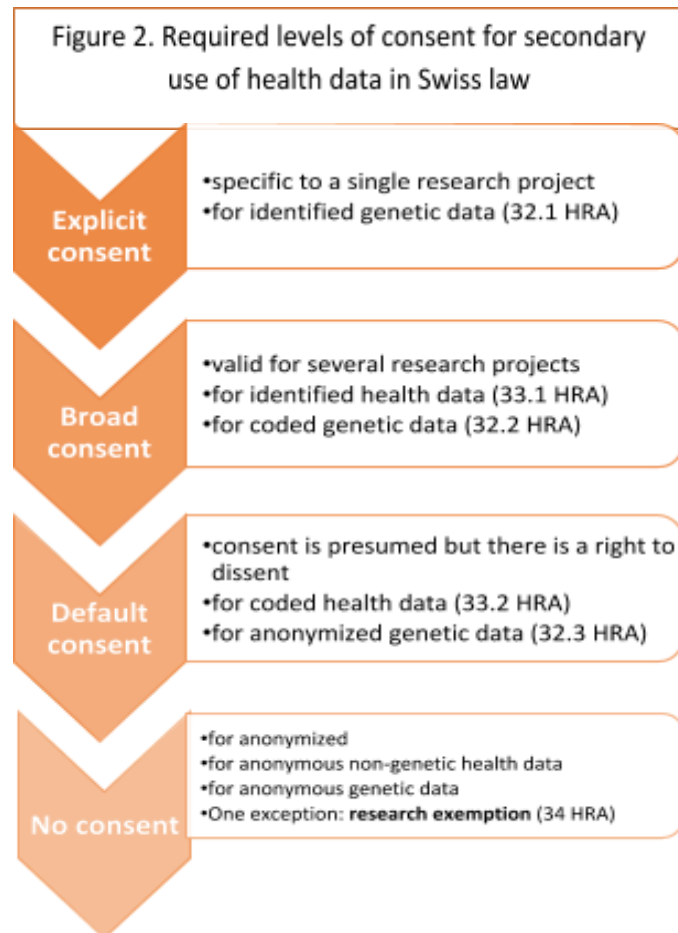 Figure 2. Required levels of consent for secondary
use of health data in Swiss law
Explicit
consent
•specific to a single research project
•for identified genetic data (32.1 HRA)
Broad
consent
•valid for several research projects
•for identified health data (33.1 HRA)
•for coded genetic data (32.2 HRA)
Default
consent
•consent is presumed but there is a right to
dissent
•for coded health data (33.2 HRA)
•for anonymized genetic data (32.3 HRA)
No consent
•for anonymized
•for anonymous non-genetic health data
•for anonymous genetic data
•One exception: research exemption (34 HRA)